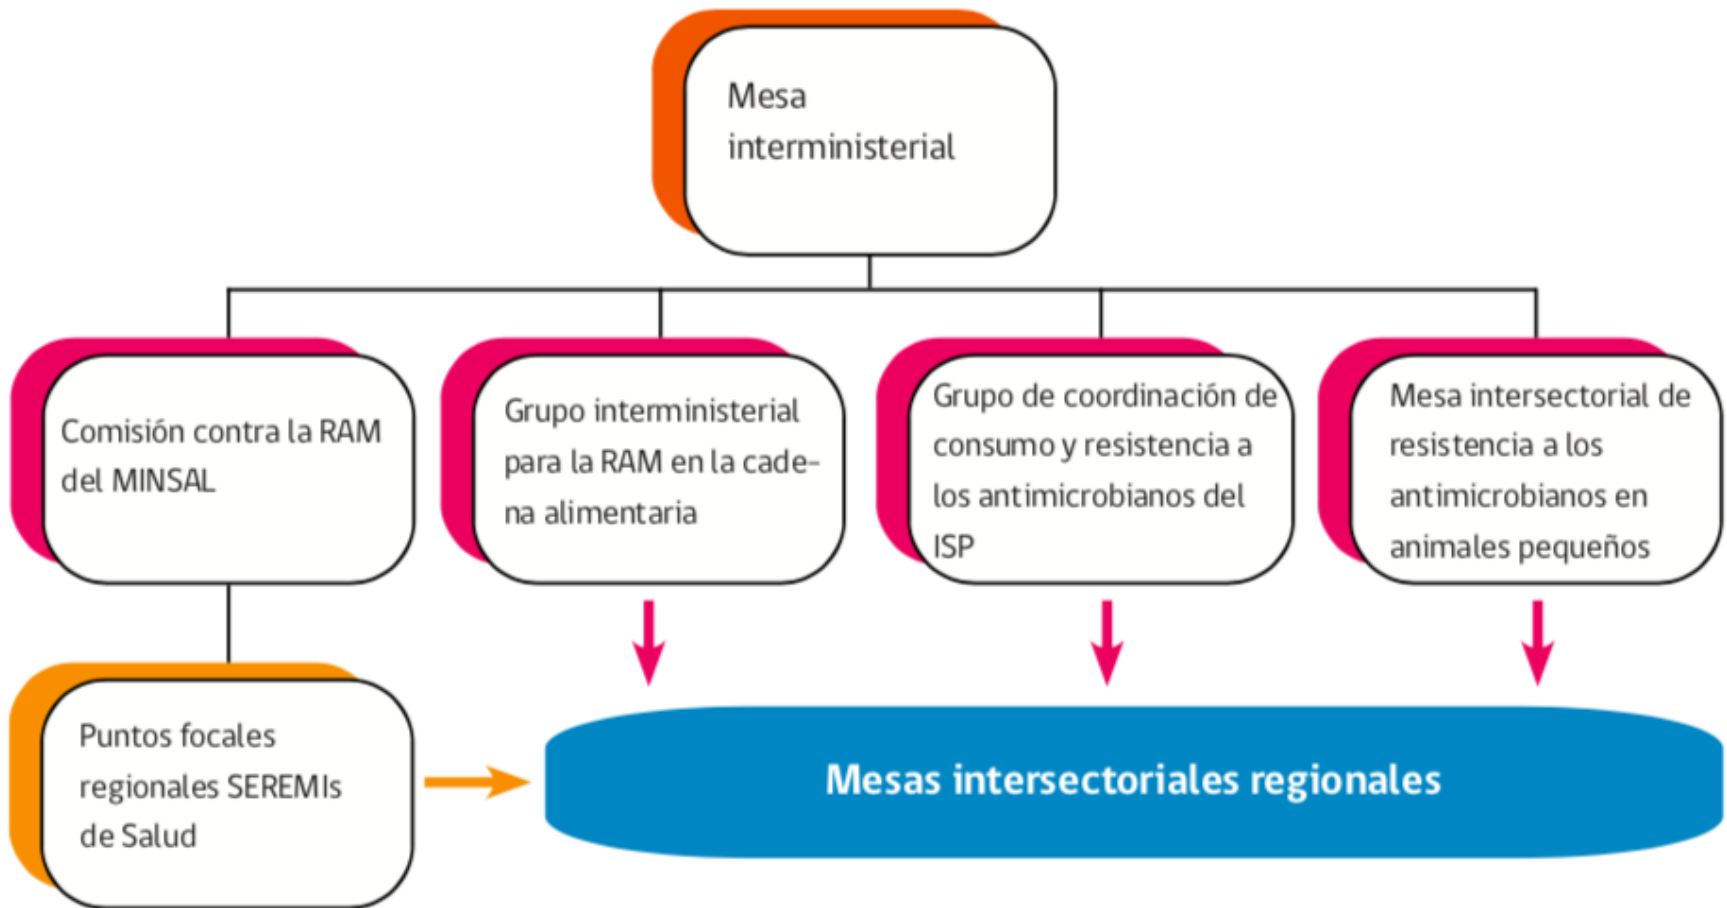 Mesa
interministerial
Comisión contra la RAM
del MINSAL
Grupo interministerial
para la RAM en la cade-
na alimentaria
Grupo de coordinación de
consumo y resistencia a
los antimicrobianos del
ISP
Mesa intersectorial de
resistencia a los
antimicrobianos en
animales pequeños
Puntos focales
regionales SEREMIs
de Salud
Mesas intersectoriales regionales